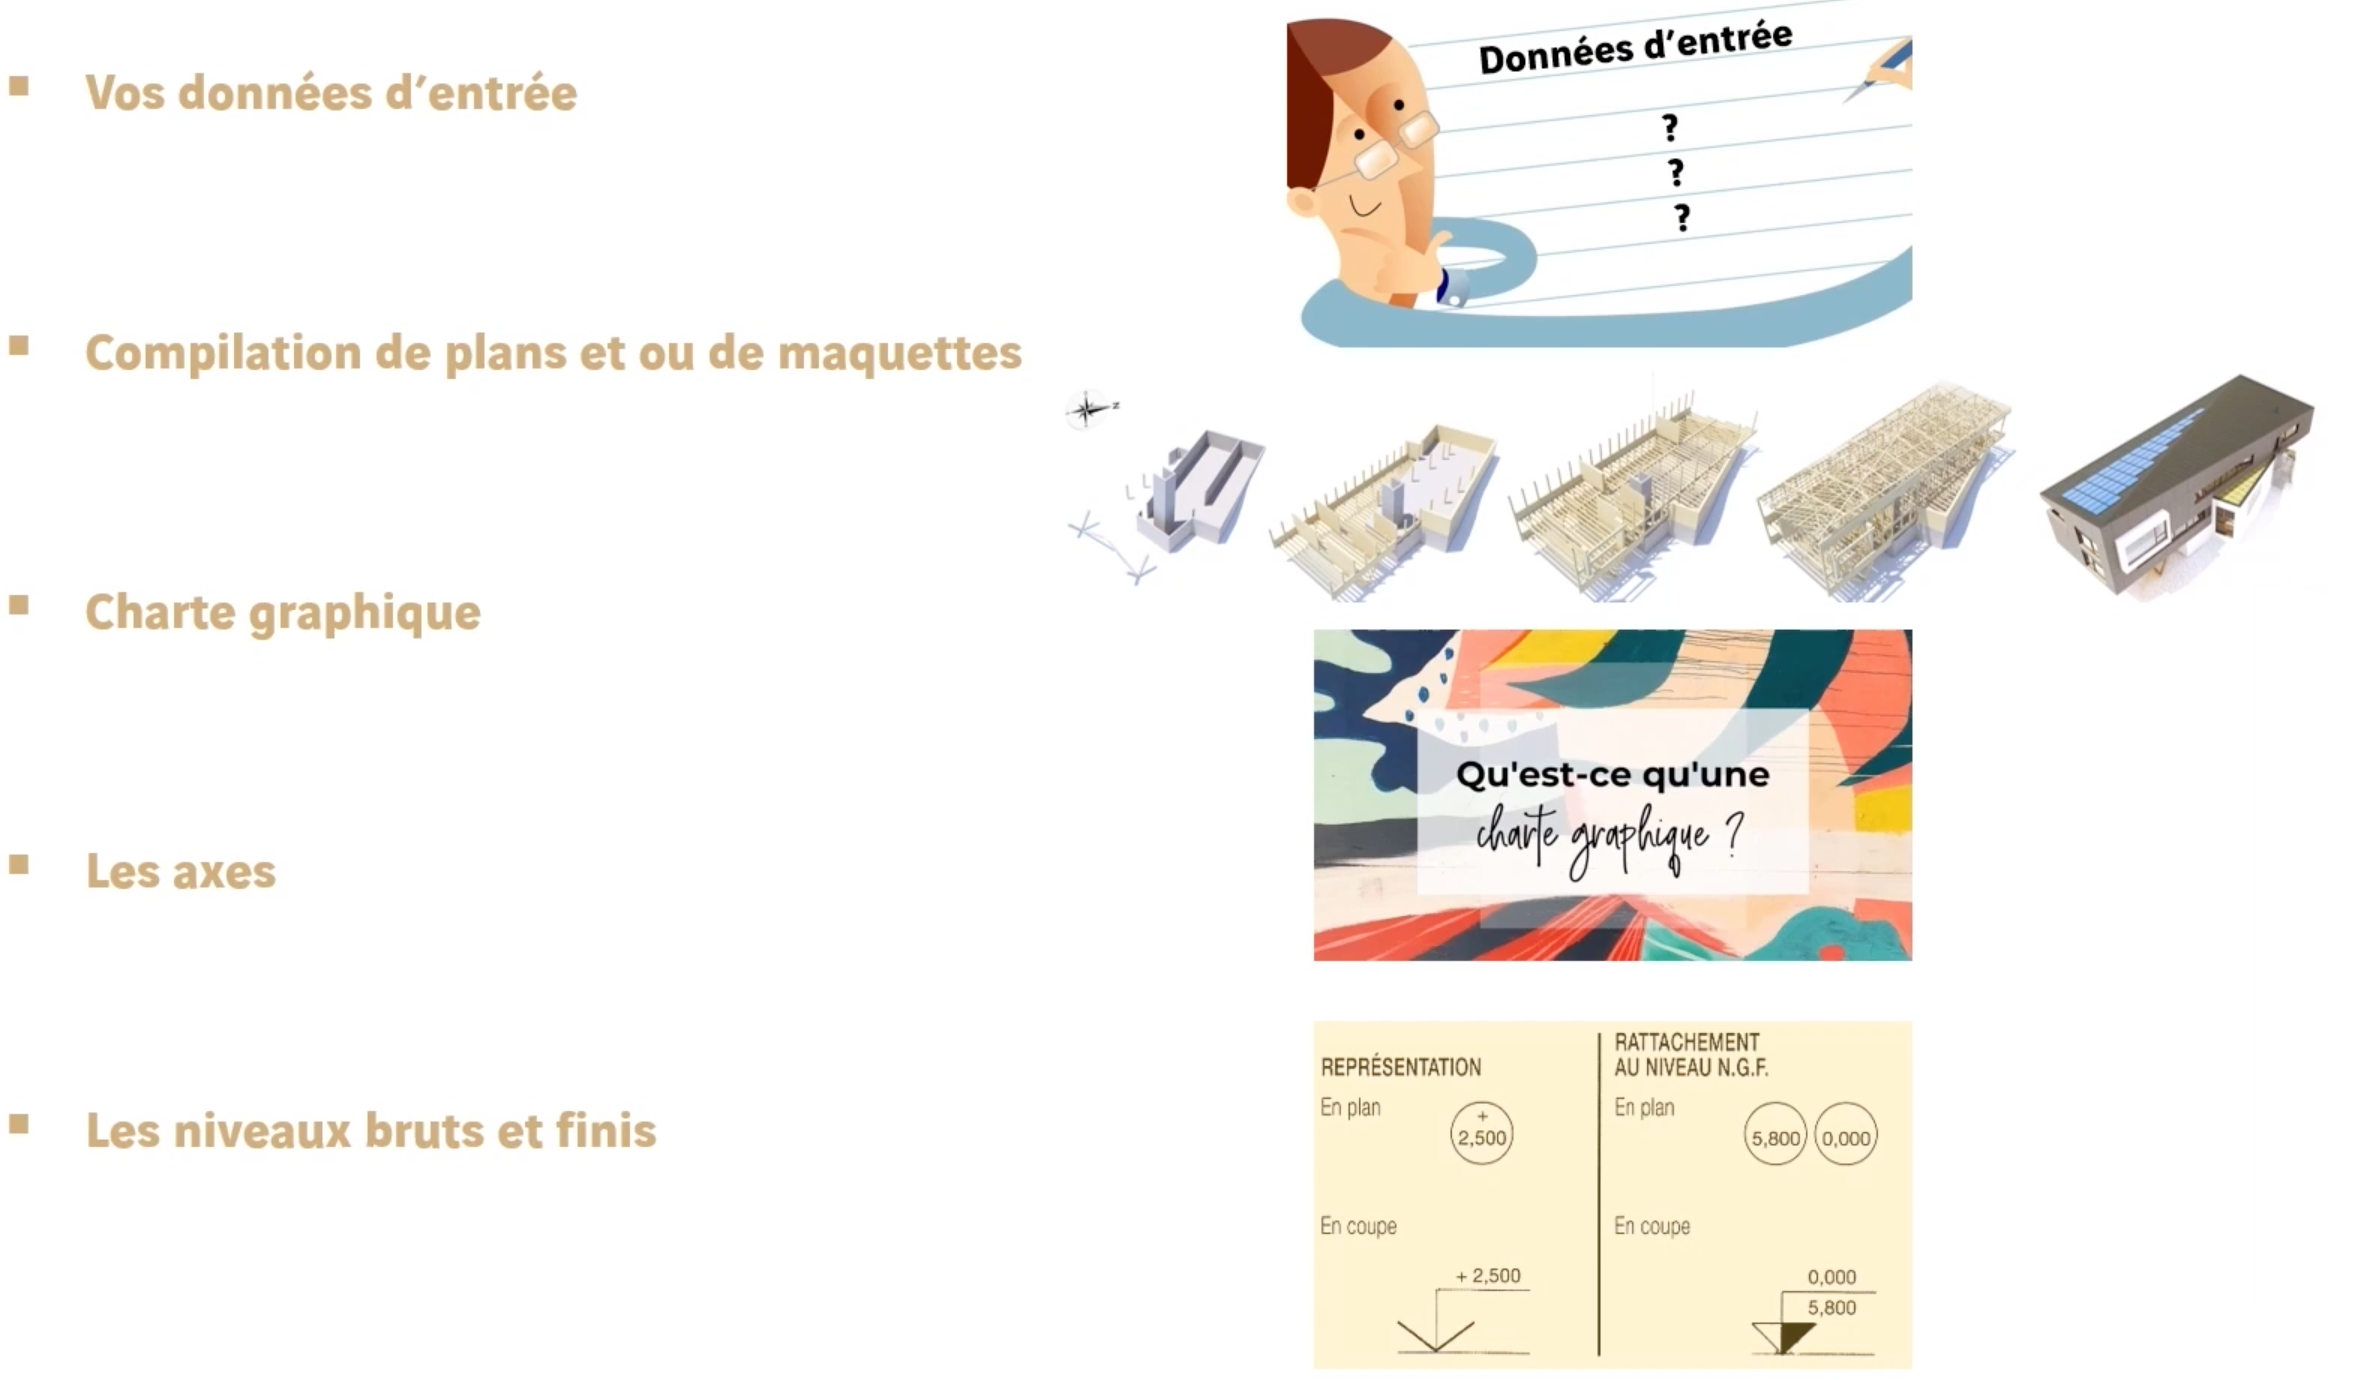 ▪ Vos données d’entrée
Données d’entrée
?
?
?
▪ Compilation de plans et ou de maquettes
N
▪ Charte graphique
Qu'est-ce qu'une
charte graphique ?
▪ Les axes
▪ Les niveaux bruts et finis
REPRÉSENTATION
En plan
+
2,500
En coupe
+ 2,500
RATTACHEMENT
AU NIVEAU N.G.F.
En plan
5,800 0,000
En coupe
0,000
5,800